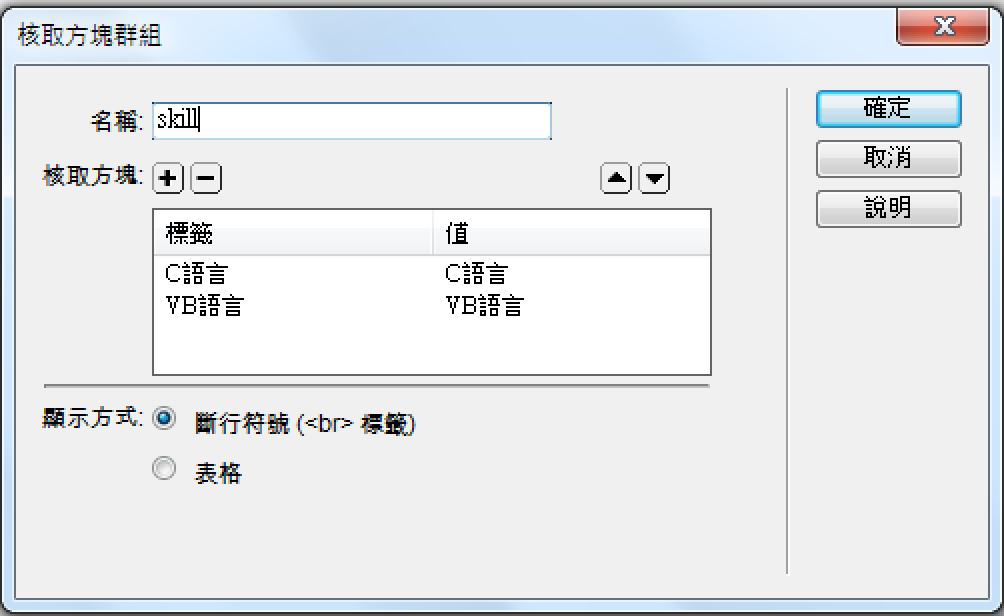 核取方塊群組
名稱: skill
核取方塊:
標籤 值
C語言 C語言
VB語言 VB語言
顯示方式: 斷行符號 (<br> 標籤)
表格
確定
取消
說明